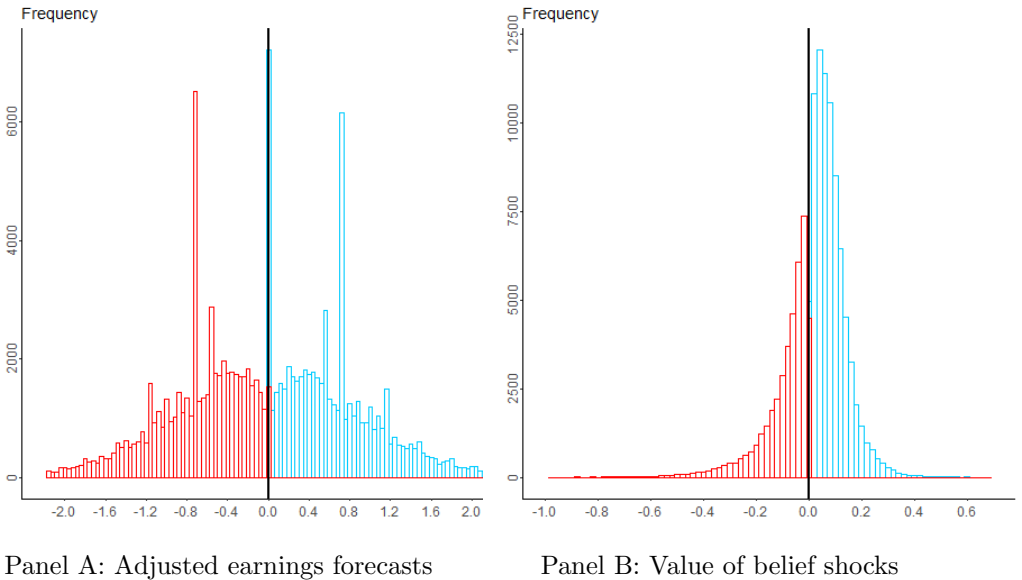 Frequency
6000
4000
2000
0
-2.0 -1.6 -1.2 -0.8 -0.4 0.0 0.4 0.8 1.2 1.6 2.0
Panel A: Adjusted earnings forecasts
Frequency
12500
10000
7500
5000
2500
0
-1.0 -0.8 -0.6 -0.4 -0.2 0.0 0.2 0.4 0.6
Panel B: Value of belief shocks